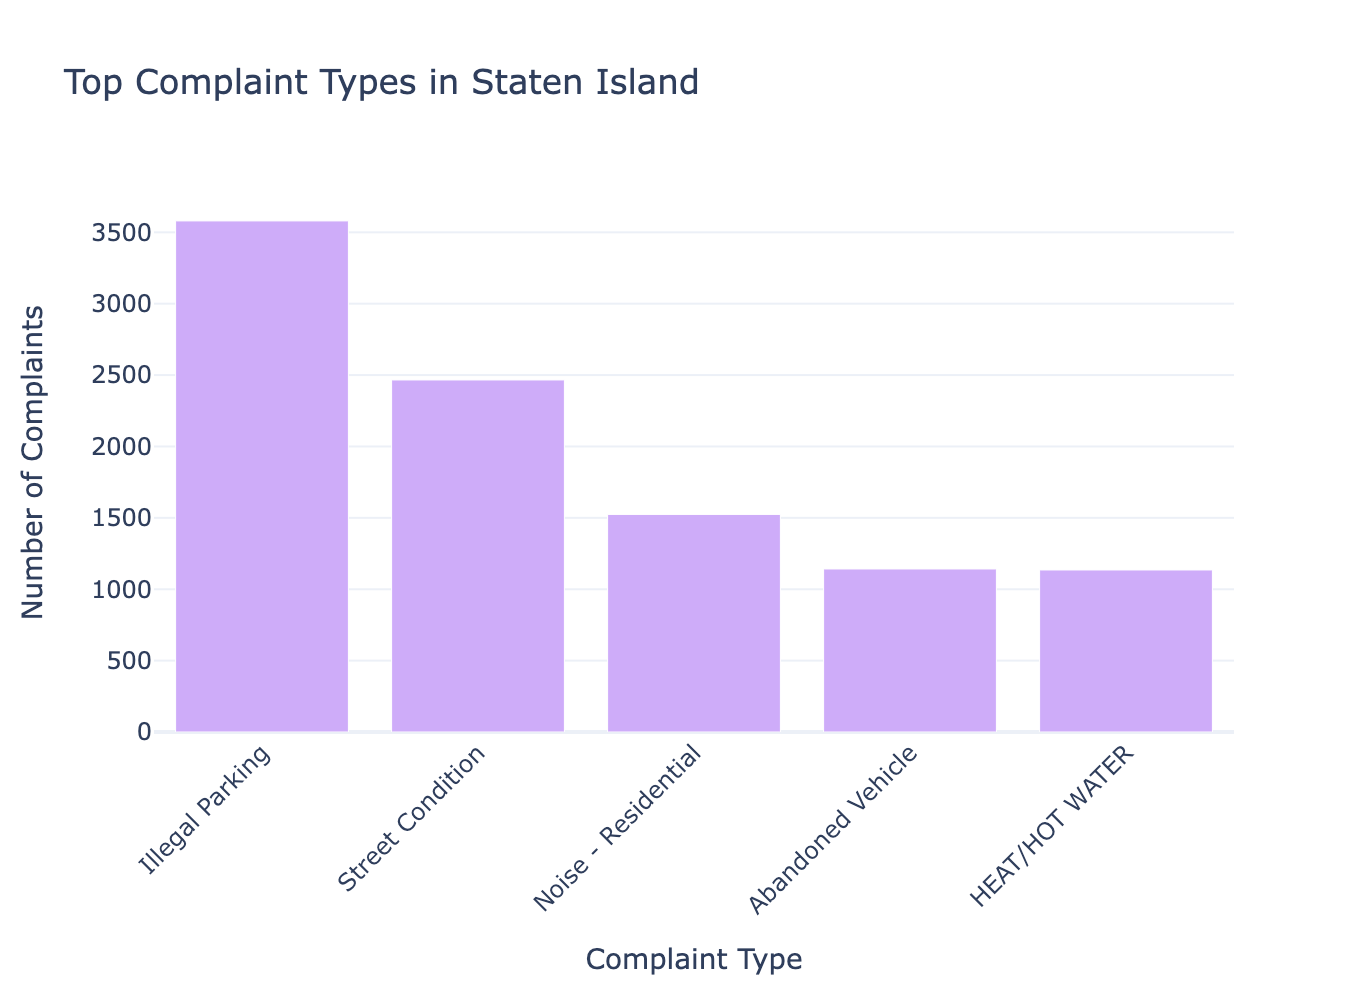 Top Complaint Types in Staten Island
Number of Complaints
3500
3000
2500
2000
1500
1000
500
0
Illegal Parking
Street Condition
Noise - Residential
Abandoned Vehicle
HEAT/HOT WATER
Complaint Type